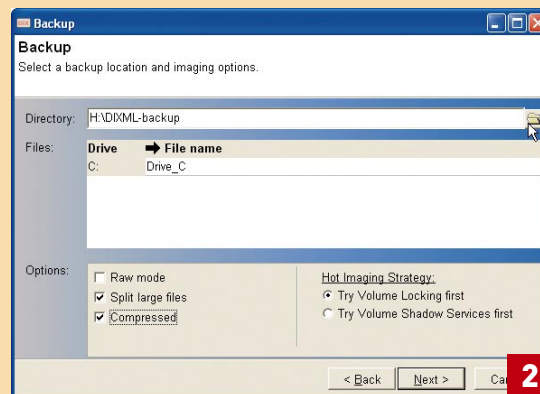 Backup
Backup
Select a backup location and imaging options.
Directory: H:\DIXML-backup
Files: Drive ➡ File name
C: Drive_C
Options:
Raw mode
Split large files
Compressed
Hot Imaging Strategy:
Try Volume Locking first
Try Volume Shadow Services first
< Back Next >
2